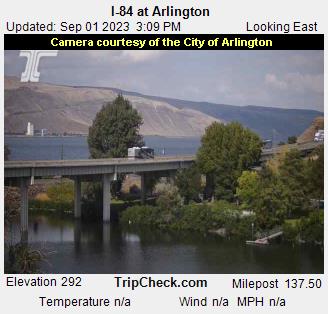 I-84 at Arlington
Updated: Sep 01 2023 3:09 PM Looking East
Camera courtesy of the City of Arlington
Elevation 292 TripCheck.com Milepost 137.50
Temperature n/a Wind n/a MPH n/a